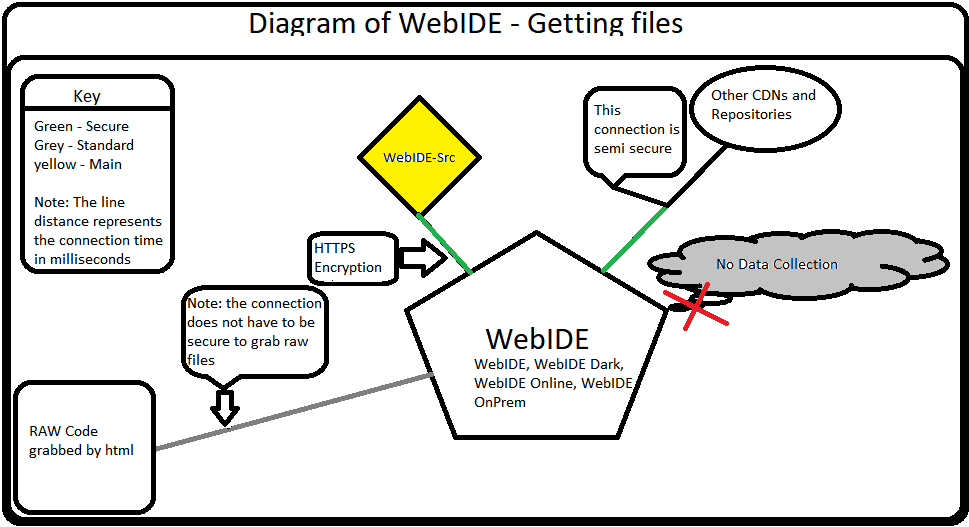 Diagram of WebIDE - Getting files
Key
Green - Secure
Grey - Standard
yellow - Main
Note: The line
distance represents
the connection time
in milliseconds
WebIDE-Src
This
connection is
semi secure
Other CDNs and
Repositories
HTTPS
Encryption
No Data Collection
Note: the connection
does not have to be
secure to grab raw
files
WebIDE
WebIDE, WebIDE Dark,
WebIDE Online, WebIDE
OnPrem
RAW Code
grabbed by html